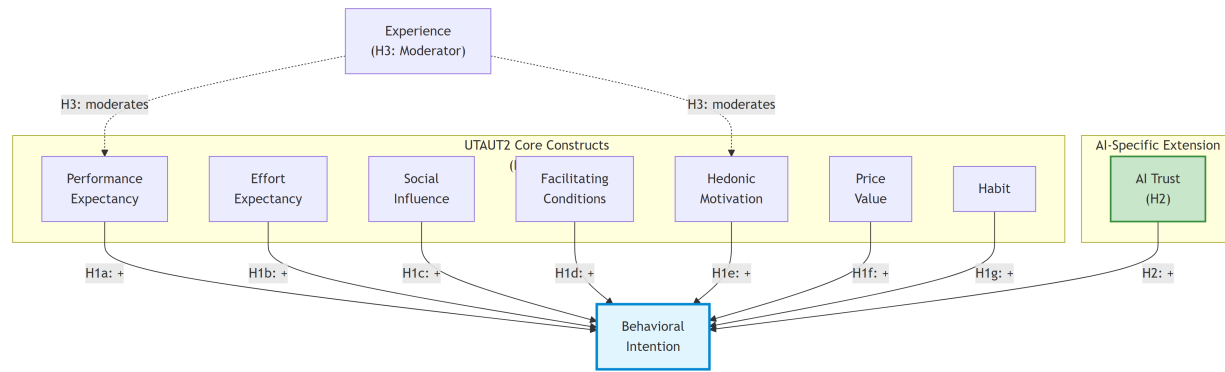 Experience
(H3: Moderator)
H3: moderates
H3: moderates
UTAUT2 Core Constructs
AI-Specific Extension
Performance
Expectancy
Effort
Expectancy
Social
Influence
Facilitating
Conditions
Hedonic
Motivation
Price
Value
Habit
AI Trust
(H2)
H1a: +
H1b: +
H1c: +
H1d: +
H1e: +
H1f: +
H1g: +
H2: +
Behavioral
Intention